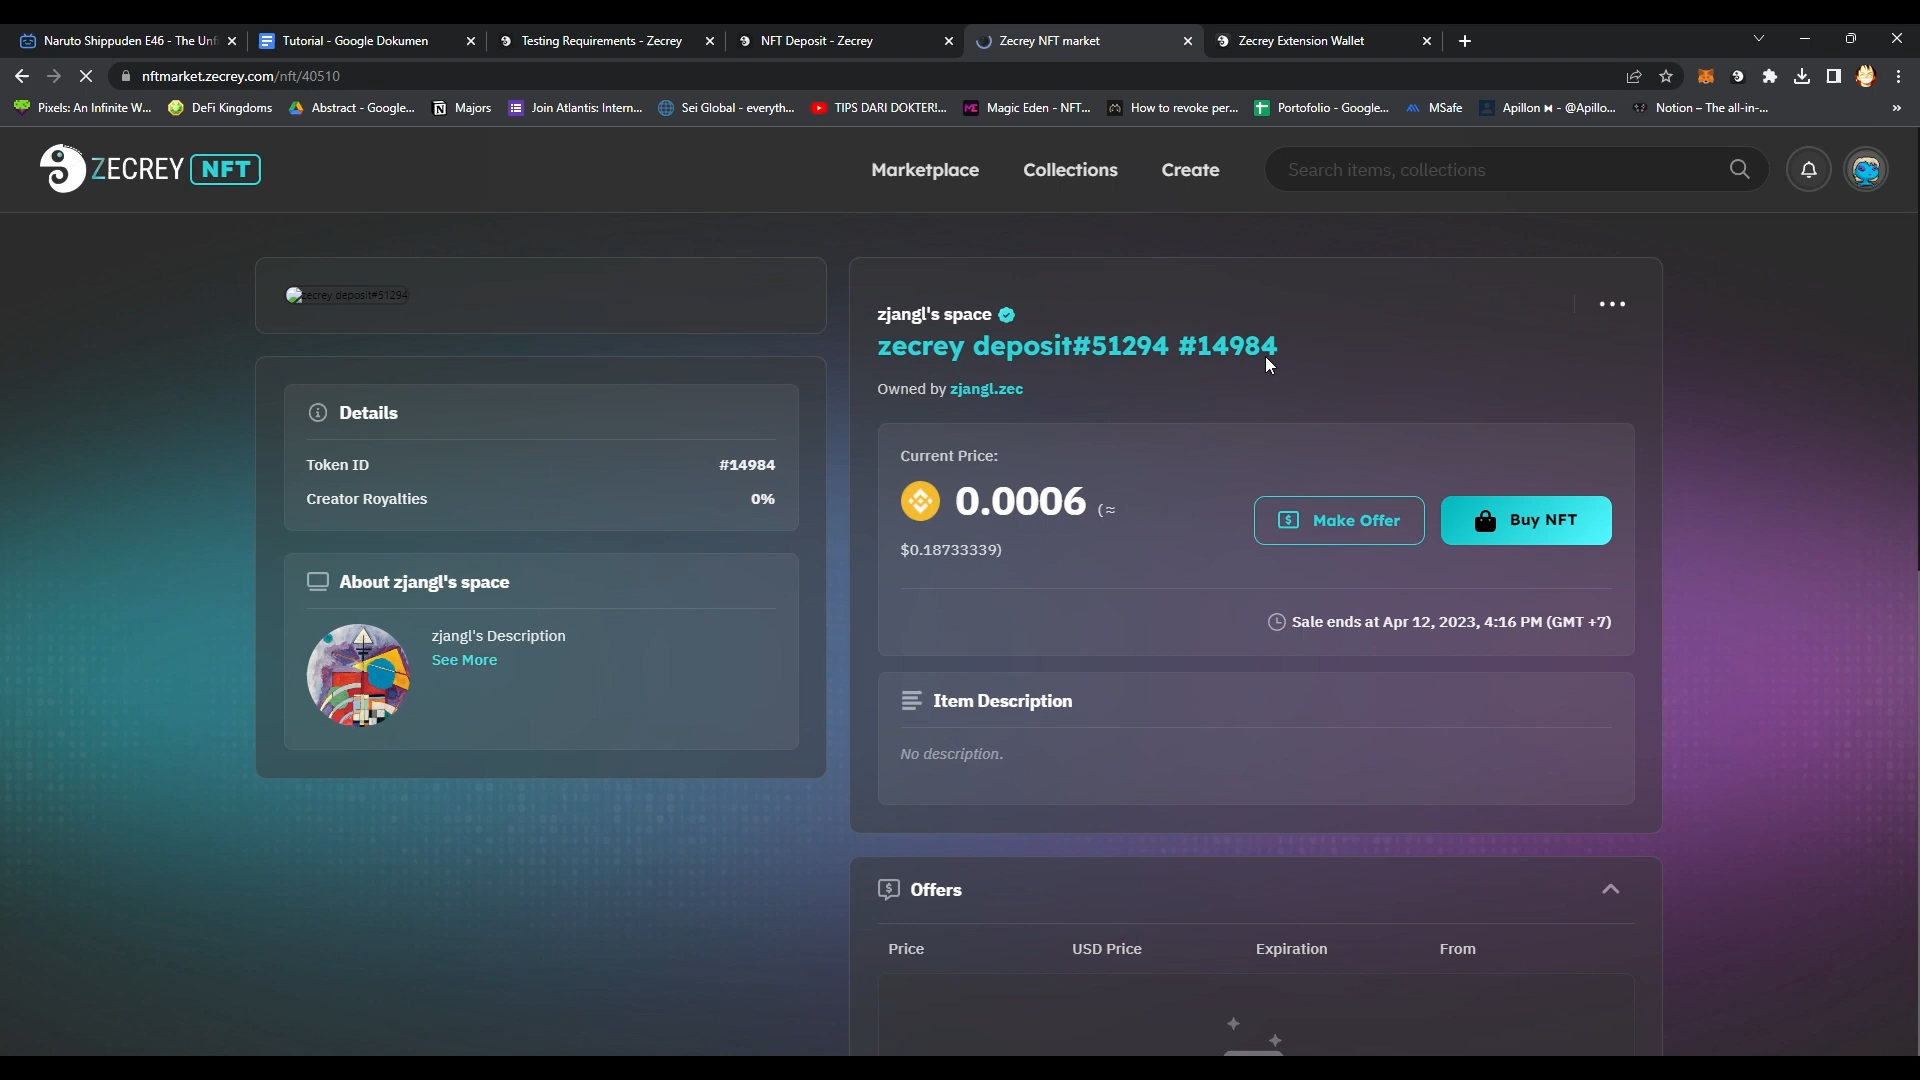 Naruto Shippuden E46 - The Unfi
Tutorial - Google Dokumen
Testing Requirements - Zecrey
NFT Deposit - Zecrey
Zecrey NFT market
Zecrey Extension Wallet
nftmarket.zecrey.com/nft/40510
Pixels: An Infinite W...
DeFi Kingdoms
Abstract - Google...
Majors
Join Atlantis: Intern...
Sei Global - everyth...
TIPS DARI DOKTER!...
Magic Eden - NFT...
How to revoke per...
Portofolio - Google...
MSafe
Apillon ⧓ - @Apillo...
Notion – The all-in-...
»
ZECREY NFT
Marketplace
Collections
Create
Search items, collections
zecrey deposit#51294
zjangl's space
zecrey deposit#51294 #14984
Owned by zjangl.zec
Details
Token ID
#14984
Creator Royalties
0%
Current Price:
0.0006 (≈
$0.18733339)
Make Offer
Buy NFT
Sale ends at Apr 12, 2023, 4:16 PM (GMT +7)
About zjangl's space
zjangl's Description
See More
Item Description
No description.
Offers
Price
USD Price
Expiration
From